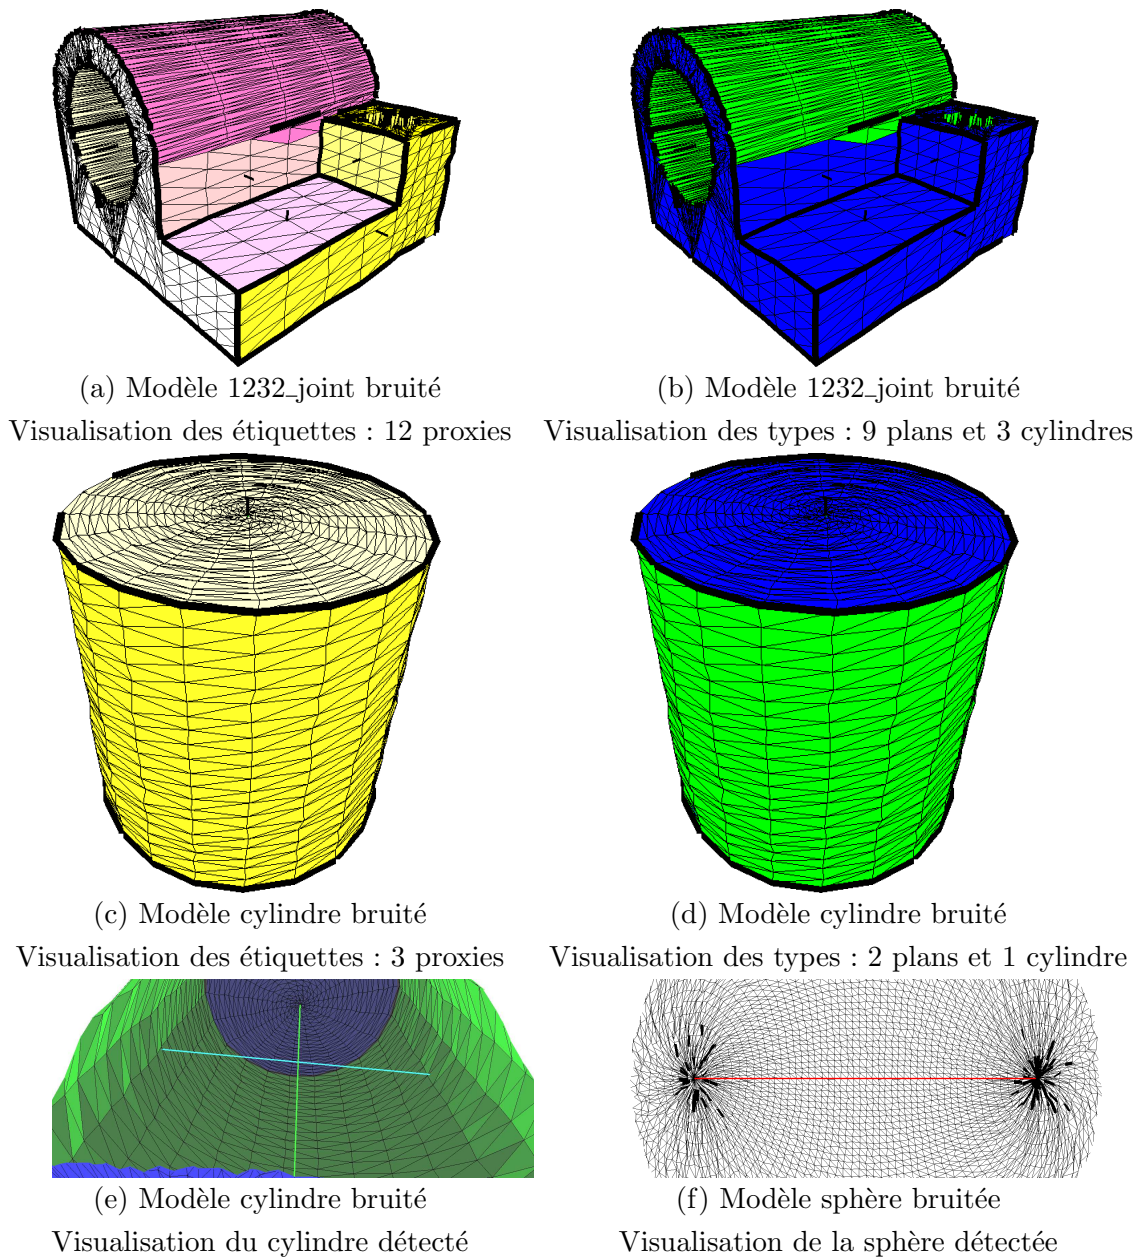 (a) Modèle 1232_joint bruité
(b) Modèle 1232_joint bruité
Visualisation des étiquettes : 12 proxies
Visualisation des types : 9 plans et 3 cylindres
(c) Modèle cylindre bruité
(d) Modèle cylindre bruité
Visualisation des étiquettes : 3 proxies
Visualisation des types : 2 plans et 1 cylindre
(e) Modèle cylindre bruité
(f) Modèle sphère bruitée
Visualisation du cylindre détecté
Visualisation de la sphère détectée